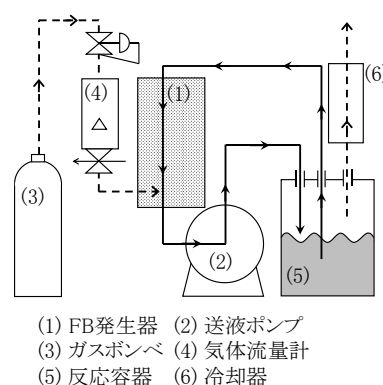 (4)
(1)
(6)
(3)
(2)
(5)
(1) FB発生器 (2) 送液ポンプ
(3) ガスボンベ (4) 気体流量計
(5) 反応容器 (6) 冷却器